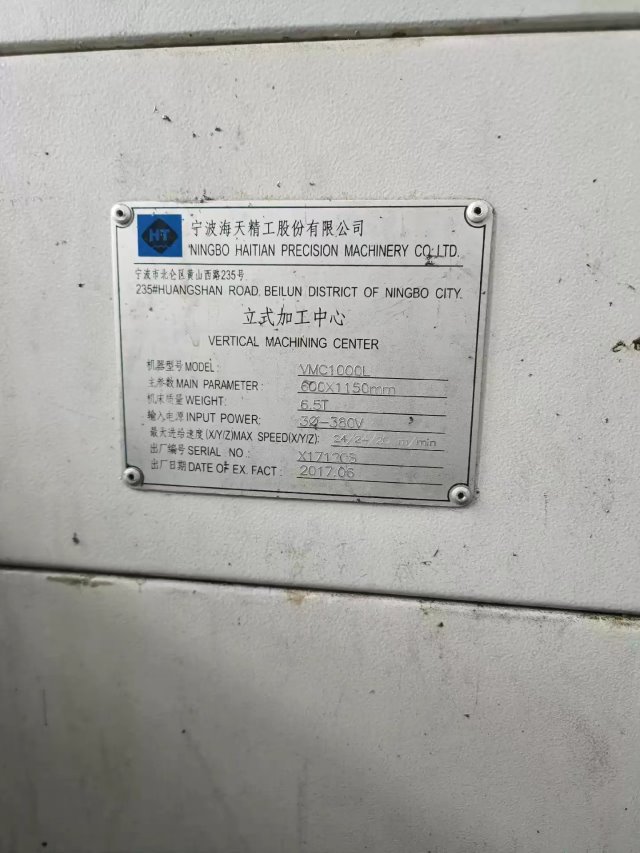 HT
宁波海天精工股份有限公司
NINGBO HAITIAN PRECISION MACHINERY CO.,LTD.
宁波市北仑区黄山西路235号
235#HUANGSHAN ROAD, BEILUN DISTRICT OF NINGBO CITY.
立式加工中心
VERTICAL MACHINING CENTER
机器型号 MODEL: VMC1000L
主参数 MAIN PARAMETER: 600X1150mm
机床质量 WEIGHT: 6.5T
输入电源 INPUT POWER: 3Ø-380V
最大进给速度(X/Y/Z)MAX SPEED(X/Y/Z): 24/24/20 m/min
出厂编号 SERIAL NO:
出厂日期 DATE OF EX. FACT: 2017.06